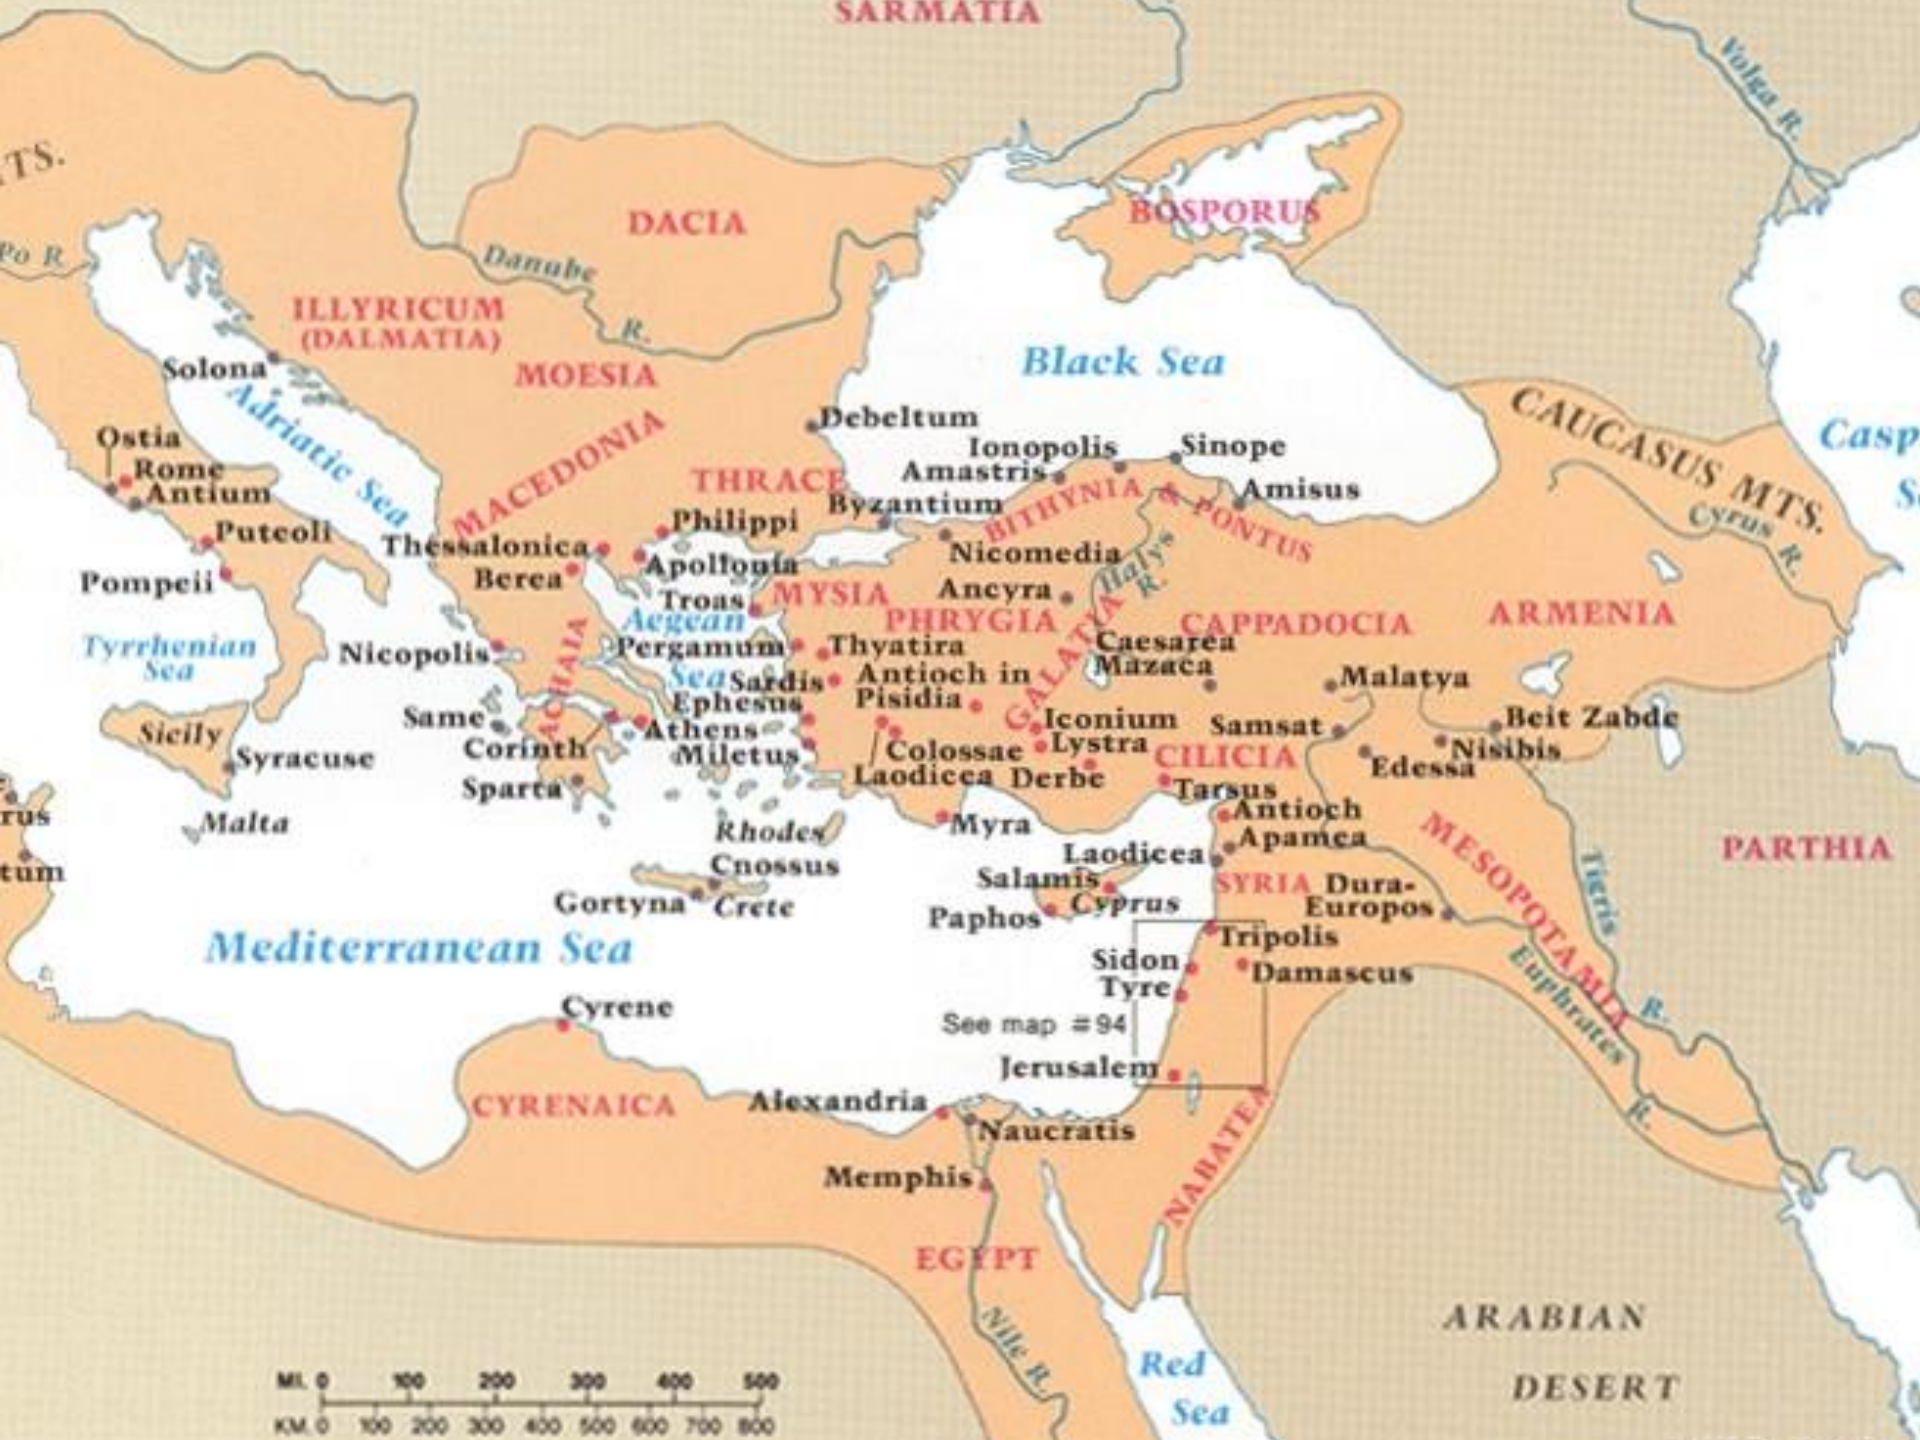 SARMATIA
Volga R.
TS.
DACIA
BOSPORUS
Po R
Danube
R.
ILLYRICUM
(DALMATIA)
Solona
MOESIA
Black Sea
Adriatic Sea
CAUCASUS MTS.
Debeltum
Casp
S
Ostia
Ionopolis
Sinope
Rome
MACEDONIA
THRACE
Amastris
Antium
Byzantium
BITHYNIA & PONTUS
Amisus
Cyrus R.
Puteoli
Philippi
Thessalonica
Nicomedia
Halys
R.
Pompeii
Berea
Apollonia
Ancyra
Troas
MYSIA
Aegean
Sea
PHRYGIA
GALATIA
CAPPADOCIA
ARMENIA
Tyrrhenian
Sea
Nicopolis
ACHAIA
Pergamum
Thyatira
Caesarea
Mazaca
Sardis
Antioch in
Pisidia
Malatya
Ephesus
Same
Athens
Iconium
Samsat
Beit Zabde
Sicily
Corinth
Miletus
Colossae
Lystra
CILICIA
Nisibis
Syracuse
Edessa
Sparta
Laodicea
Derbe
Tarsus
rus
Malta
Rhodes
Myra
Antioch
Apamea
MESOPOTAMIA
PARTHIA
tum
Cnossus
Laodicea
Salamis
SYRIA
Dura-
Europos
Tigris
R.
Gortyna
Crete
Paphos
Cyprus
Mediterranean Sea
Tripolis
Sidon
Damascus
Euphrates
R.
Tyre
Cyrene
See map #94
Jerusalem
CYRENAICA
Alexandria
Naucratis
NABATEA
Memphis
EGYPT
Nile R.
ARABIAN
DESERT
Red
Sea
MI. 0 100 200 300 400 500
KM. 0 100 200 300 400 500 600 700 800